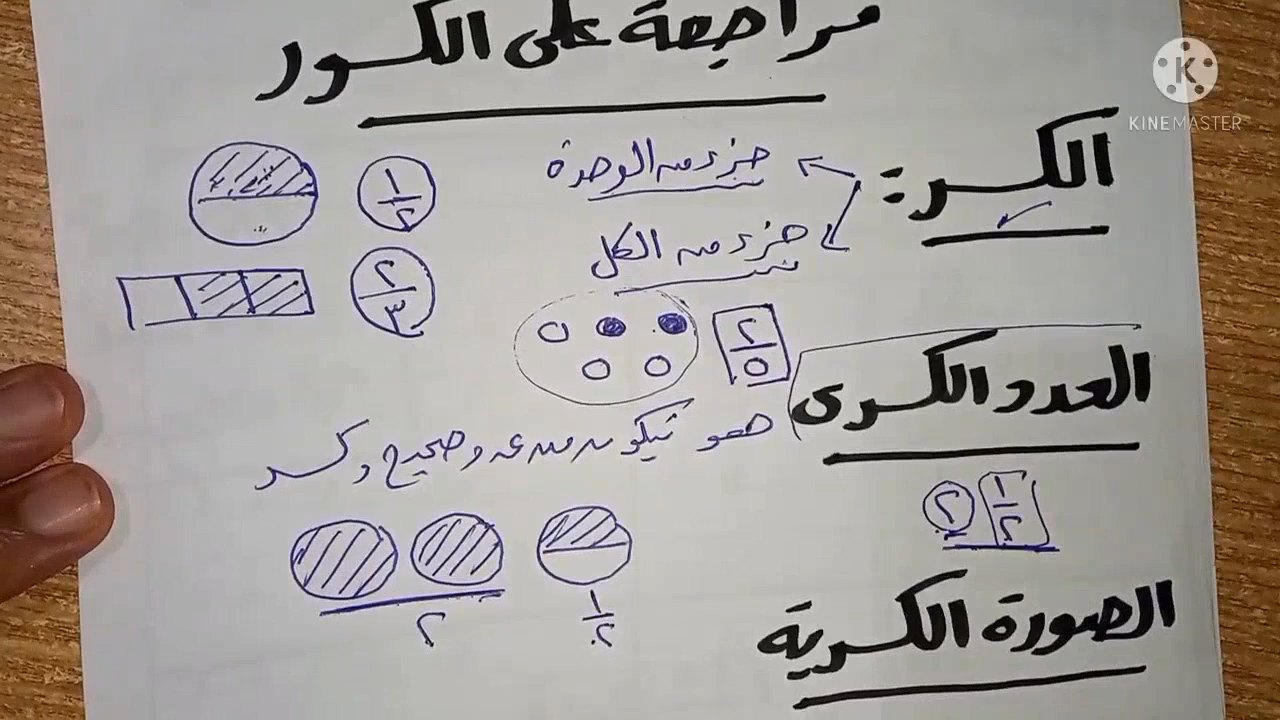 مراجعة على الكسور
K
KINEMASTER
الكسر :
جزء من الوحدة
جزء من الكل
١/٢
٢/٣
٢/٥
العدد الكسرى
هو يتكون من عدد صحيح وكسر
٢ ١/٢
٢
١/٢
الصورة الكسرية